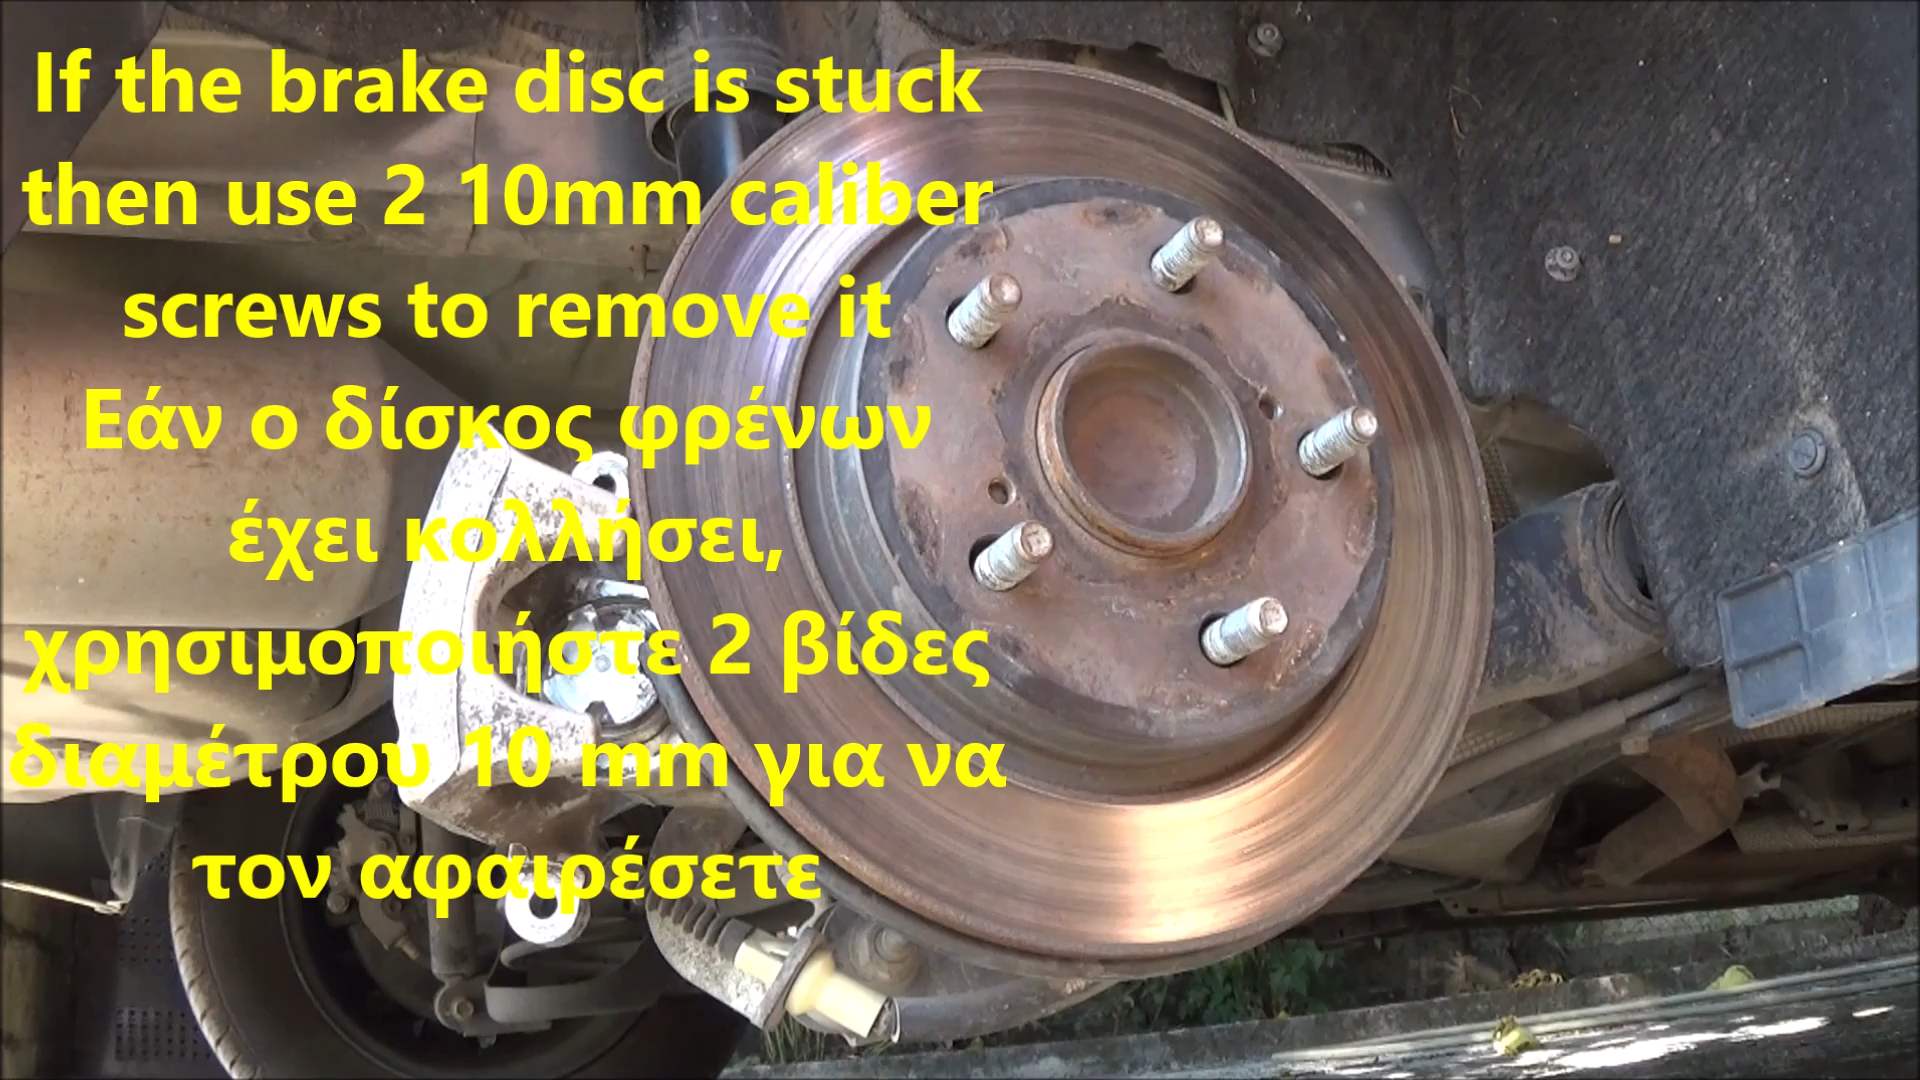 If the brake disc is stuck
then use 2 10mm caliber
screws to remove it
Εάν ο δίσκος φρένων
έχει κολλήσει,
χρησιμοποιήστε 2 βίδες
διαμέτρου 10 mm για να
τον αφαιρέσετε